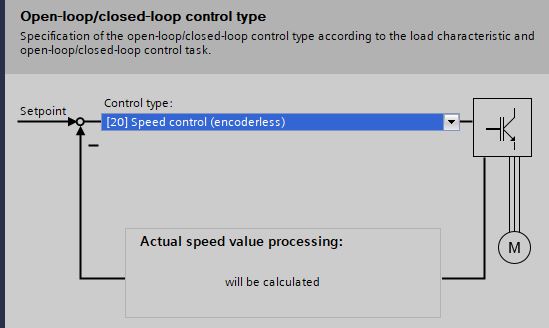 Open-loop/closed-loop control type
Specification of the open-loop/closed-loop control type according to the load characteristic and
open-loop/closed-loop control task.
Control type:
Setpoint
[20] Speed control (encoderless)
M
Actual speed value processing:
will be calculated